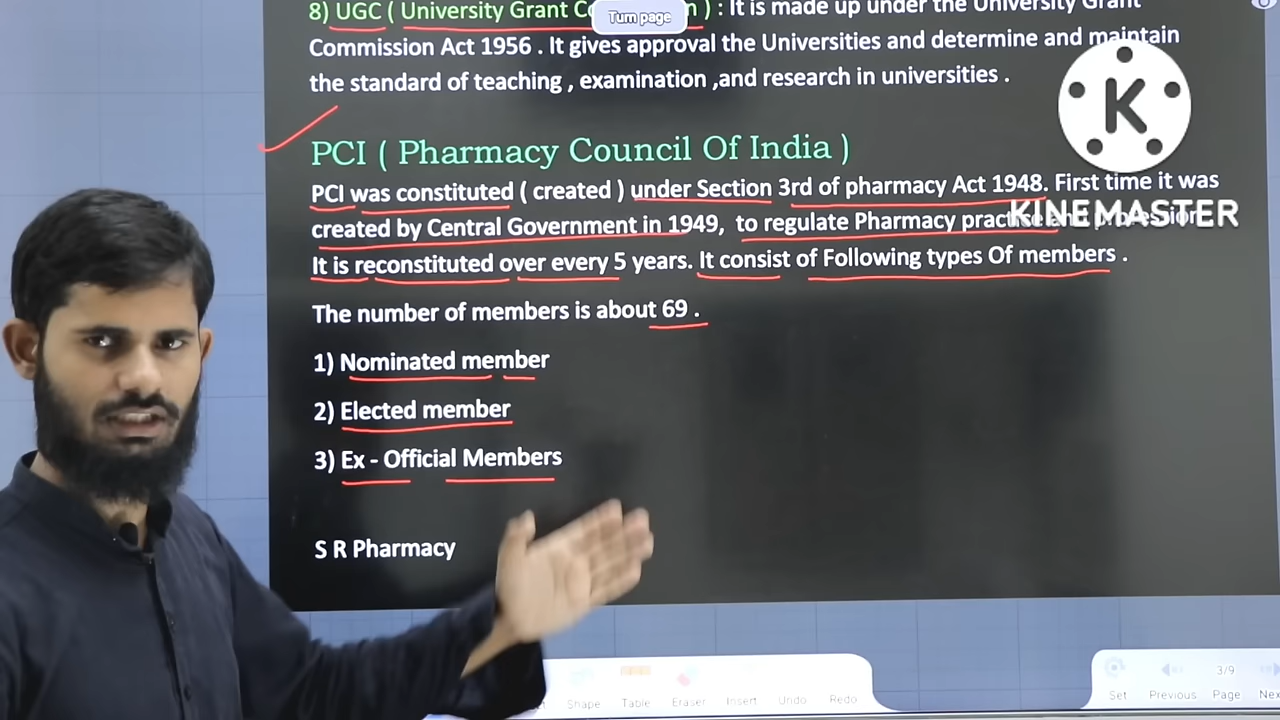 8) UGC ( University Grant Co n ) : It is made up under the University Grant
Turn page
Commission Act 1956 . It gives approval the Universities and determine and maintain
the standard of teaching , examination ,and research in universities .
K
KINEMASTER
PCI ( Pharmacy Council Of India )
PCI was constituted ( created ) under Section 3rd of pharmacy Act 1948. First time it was
created by Central Government in 1949, to regulate Pharmacy practise and profession
It is reconstituted over every 5 years. It consist of Following types Of members .
The number of members is about 69 .
1) Nominated member
2) Elected member
3) Ex - Official Members
S R Pharmacy
Shape Table Eraser Insert Undo Redo
Set Previous 3/9 Page Nex